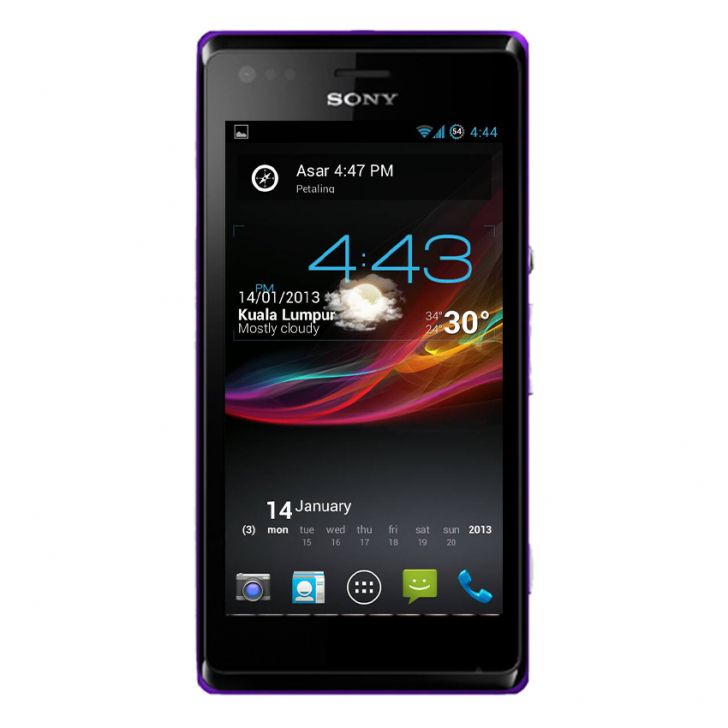 SONY
54 4:44
Asar 4:47 PM
Petaling
4:43
PM
14/01/2013
Kuala Lumpur
Mostly cloudy
34°
24°
30°
14 January
(3) mon tue wed thu fri sat sun 2013
15 16 17 18 19 20